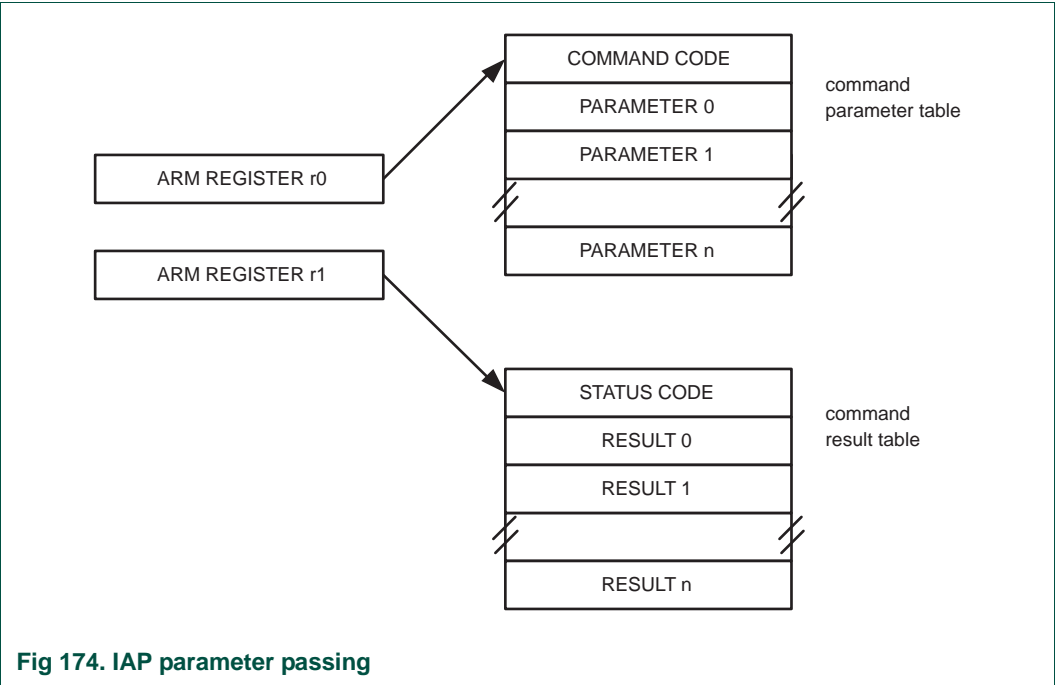 COMMAND CODE
PARAMETER 0
PARAMETER 1
PARAMETER n
command
parameter table
ARM REGISTER r0
ARM REGISTER r1
STATUS CODE
RESULT 0
RESULT 1
RESULT n
command
result table
Fig 174. IAP parameter passing